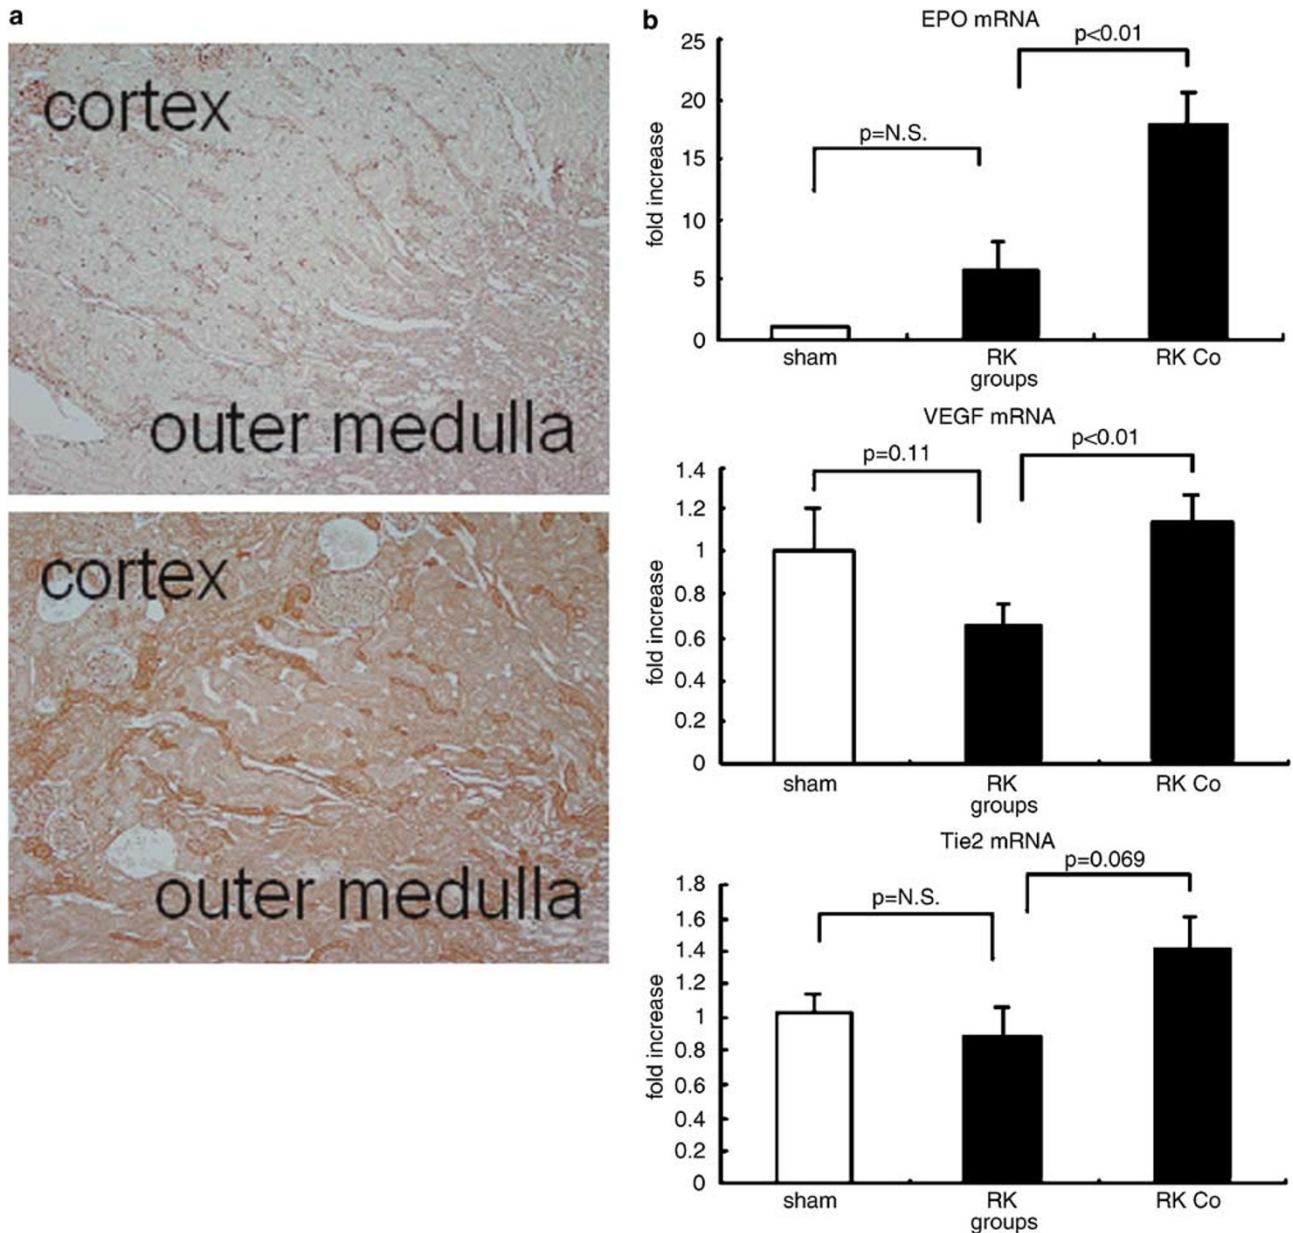 a
cortex
outer medulla
cortex
outer medulla
b
EPO mRNA
p<0.01
p=N.S.
25
20
15
10
5
0
fold increase
sham
RK
RK Co
groups
VEGF mRNA
p=0.11
p<0.01
1.4
1.2
1
0.8
0.6
0.4
0.2
0
fold increase
sham
RK
RK Co
groups
Tie2 mRNA
p=N.S.
p=0.069
1.8
1.6
1.4
1.2
1
0.8
0.6
0.4
0.2
0
fold increase
sham
RK
RK Co
groups